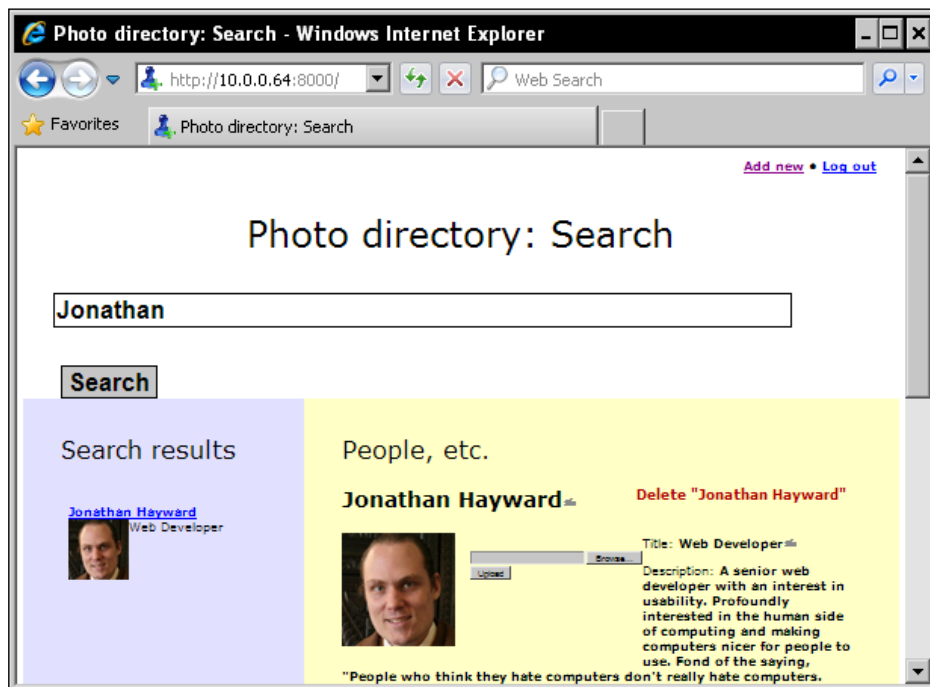 Photo directory: Search - Windows Internet Explorer
http://10.0.0.64:8000/
Web Search
Favorites
Photo directory: Search
Add new • Log out
Photo directory: Search
Jonathan
Search
Search results
Jonathan Hayward
Web Developer
People, etc.
Jonathan Hayward
Delete "Jonathan Hayward"
Browse...
Upload
Title: Web Developer
Description: A senior web
developer with an interest in
usability. Profoundly
interested in the human side
of computing and making
computers nicer for people to
use. Fond of the saying,
"People who think they hate computers don't really hate computers.